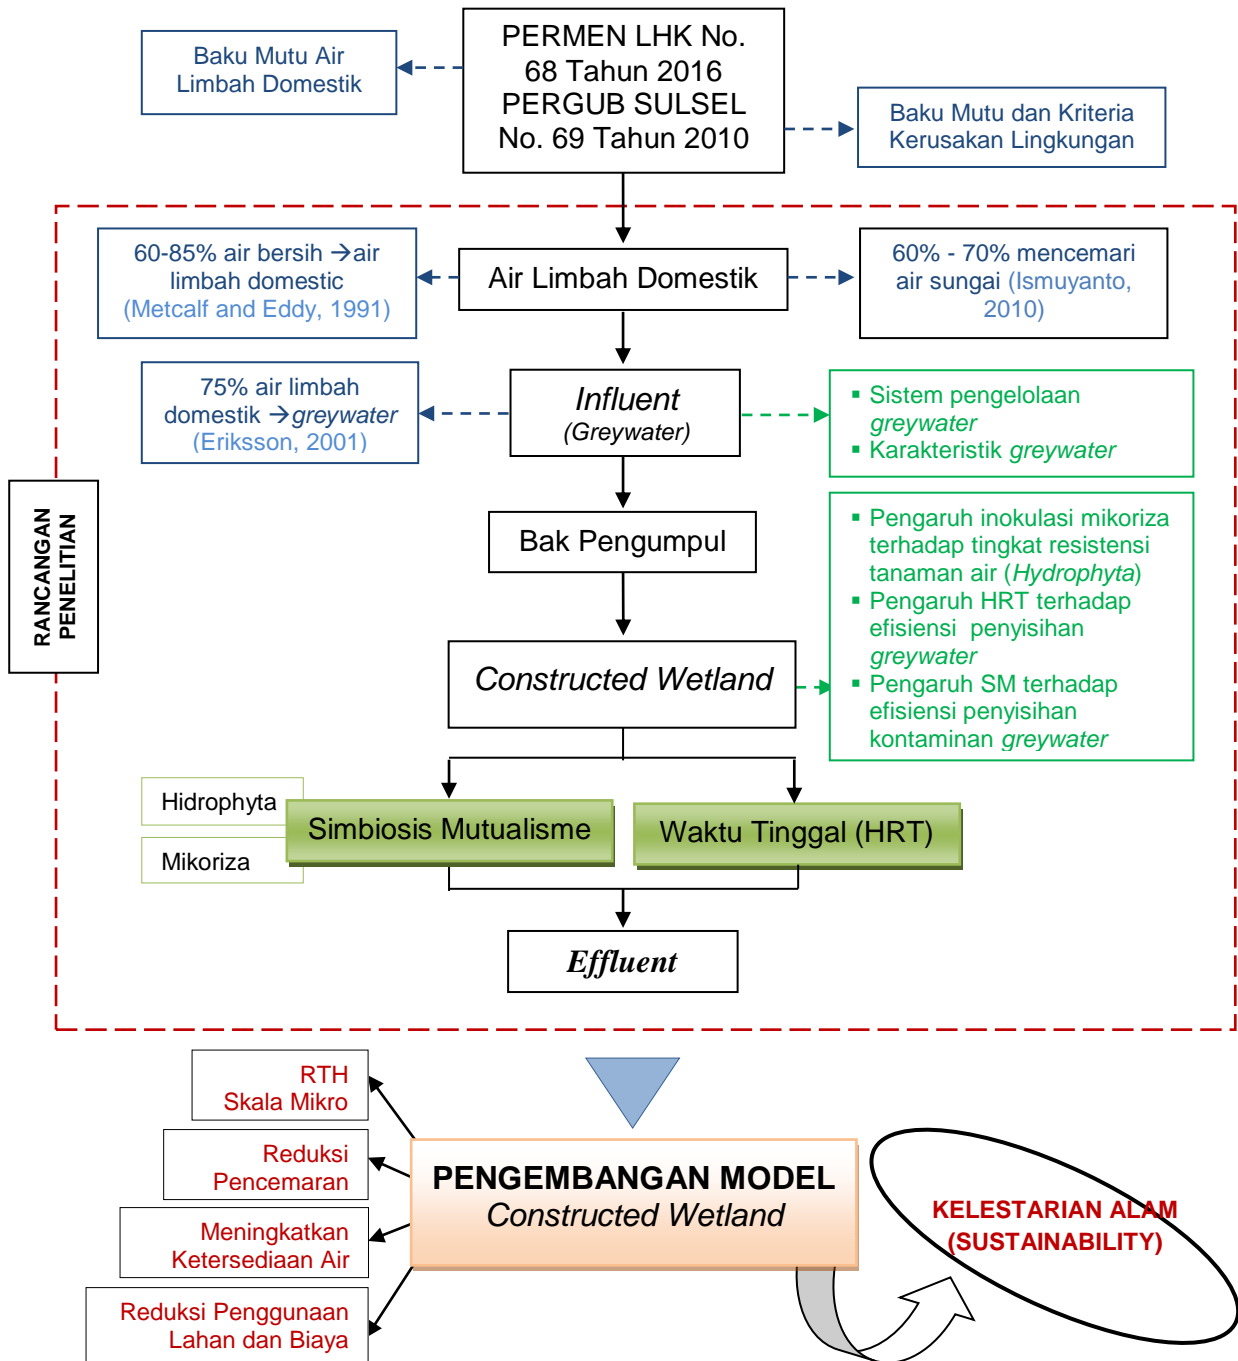 PERMEN LHK No.
68 Tahun 2016
PERGUB SULSEL
No. 69 Tahun 2010
Baku Mutu Air
Limbah Domestik
Baku Mutu dan Kriteria
Kerusakan Lingkungan
60-85% air bersih →air
limbah domestic
(Metcalf and Eddy, 1991)
Air Limbah Domestik
60% - 70% mencemari
air sungai (Ismuyanto,
2010)
75% air limbah
domestik →greywater
(Eriksson, 2001)
Influent
(Greywater)
▪ Sistem pengelolaan
greywater
▪ Karakteristik greywater
RANCANGAN
PENELITIAN
Bak Pengumpul
▪ Pengaruh inokulasi mikoriza
terhadap tingkat resistensi
tanaman air (Hydrophyta)
▪ Pengaruh HRT terhadap
efisiensi penyisihan
greywater
▪ Pengaruh SM terhadap
efisiensi penyisihan
kontaminan greywater
Constructed Wetland
Hidrophyta
Mikoriza
Simbiosis Mutualisme
Waktu Tinggal (HRT)
Effluent
RTH
Skala Mikro
Reduksi
Pencemaran
Meningkatkan
Ketersediaan Air
Reduksi Penggunaan
Lahan dan Biaya
PENGEMBANGAN MODEL
Constructed Wetland
KELESTARIAN ALAM
(SUSTAINABILITY)